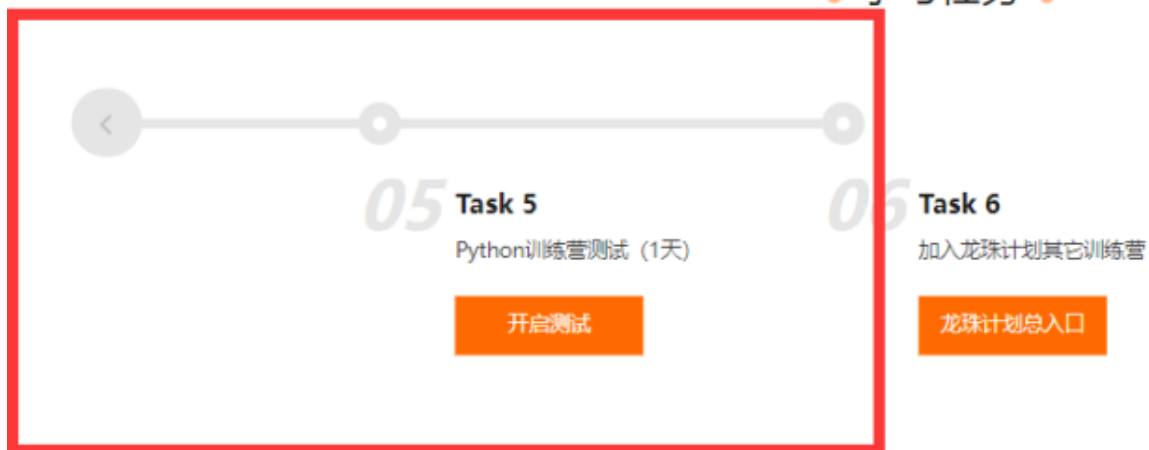 05 Task 5
Python训练营测试（1天）
开启测试
06 Task 6
加入龙珠计划其它训练营
龙珠计划总入口